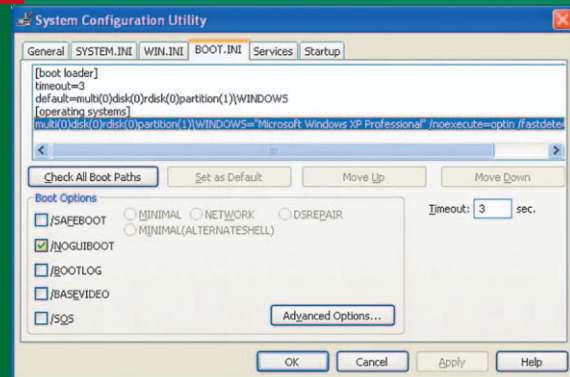 System Configuration Utility
General SYSTEM.INI WIN.INI BOOT.INI Services Startup
[boot loader]
timeout=3
default=multi(0)disk(0)rdisk(0)partition(1)\WINDOWS
[operating systems]
multi(0)disk(0)rdisk(0)partition(1)\WINDOWS="Microsoft Windows XP Professional" /noexecute=optin /fastdetec
Check All Boot Paths Set as Default Move Up Move Down
Boot Options
Timeout: 3 sec.
/SAFEBOOT MINIMAL NETWORK DSREPAIR
MINIMAL(ALTERNATESHELL)
/NOGUIBOOT
/BOOTLOG
/BASEVIDEO
/SOS
Advanced Options...
OK Cancel Apply Help